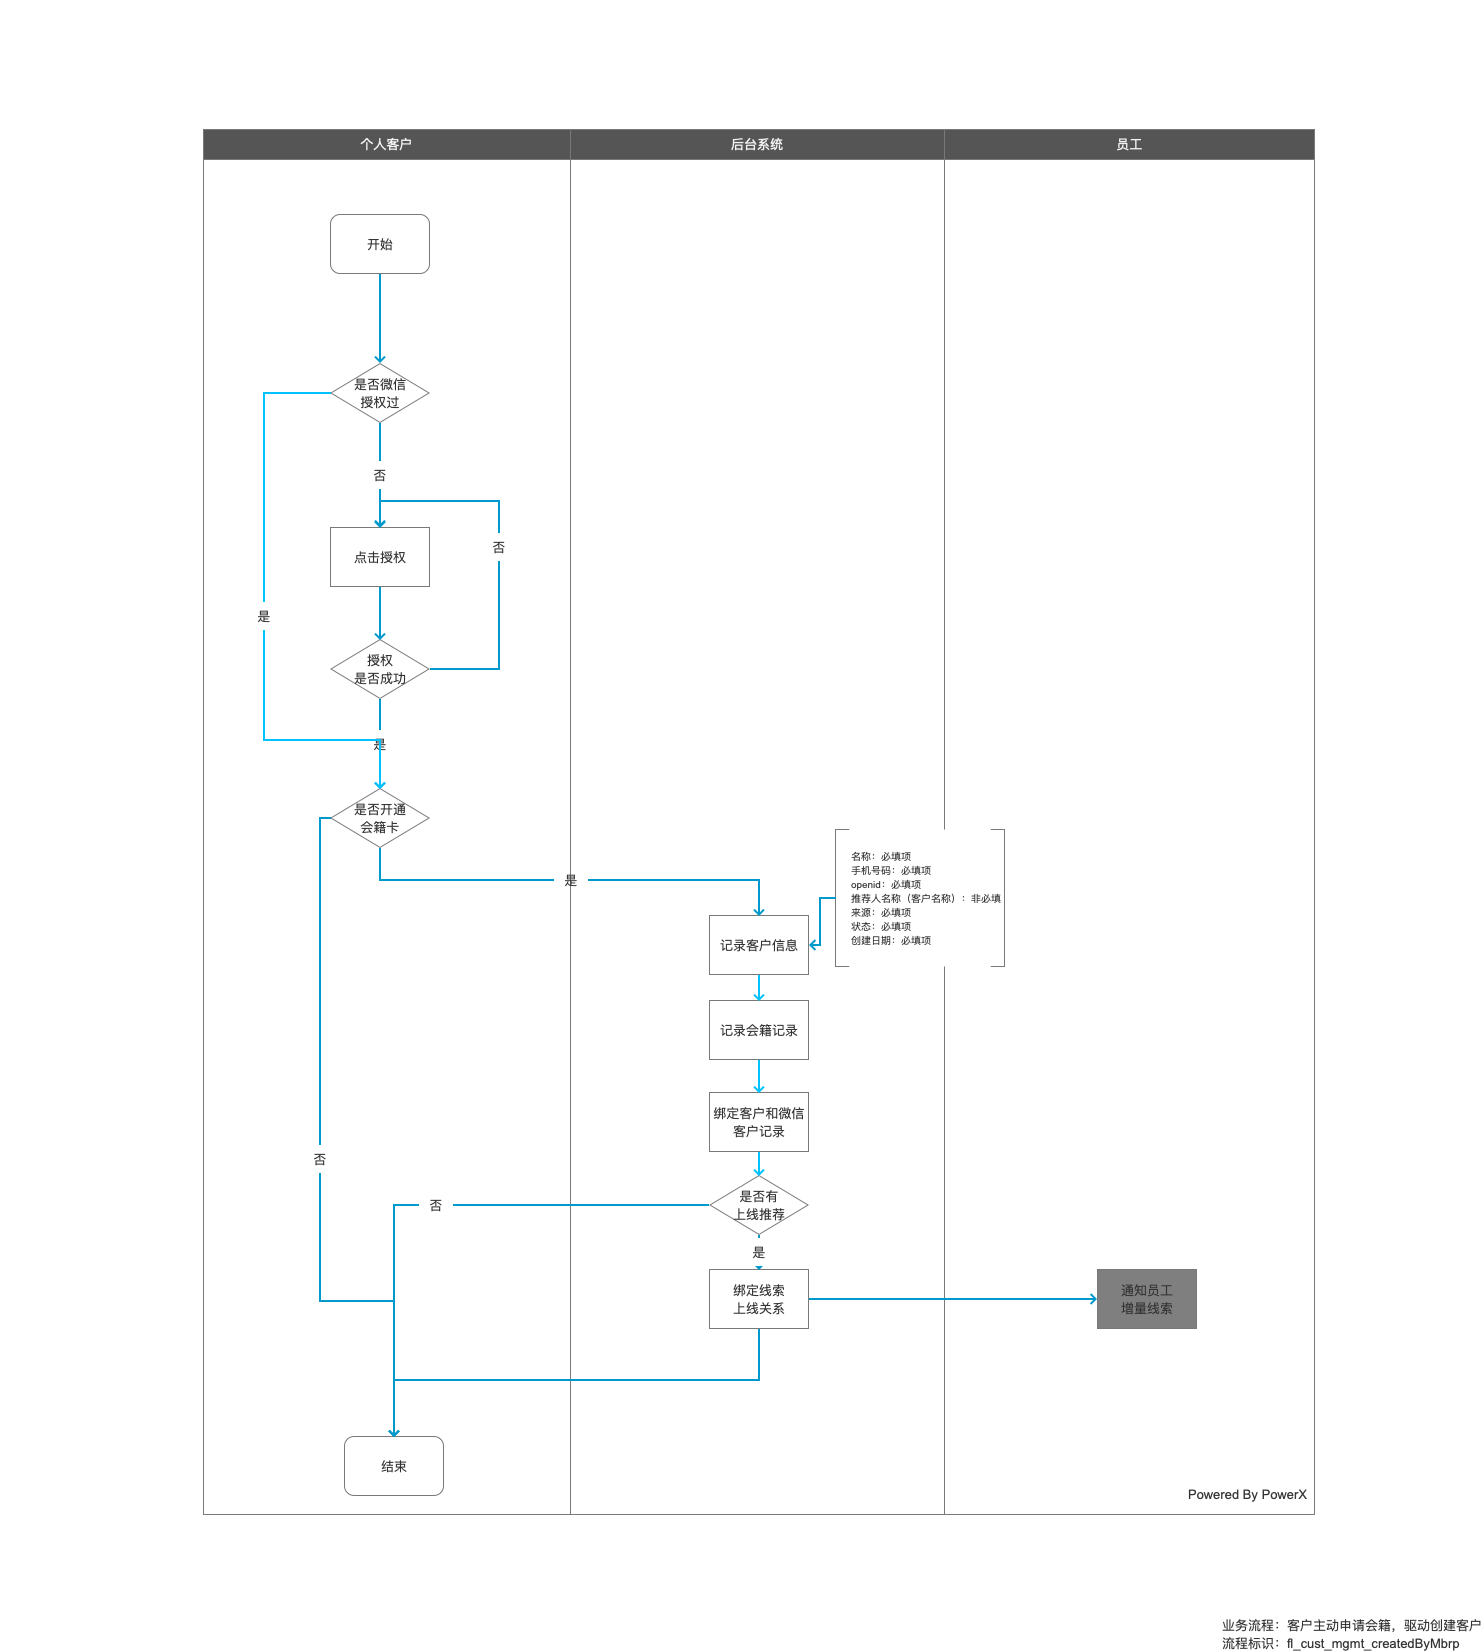 个人客户
后台系统
员工
开始
是否微信
授权过
否
点击授权
否
是
授权
是否成功
是
是否开通
会籍卡
名称：必填项
手机号码：必填项
openid：必填项
推荐人名称（客户名称）：非必填
来源：必填项
状态：必填项
创建日期：必填项
是
记录客户信息
记录会籍记录
绑定客户和微信
客户记录
否
是否有
上线推荐
否
是
绑定线索
上线关系
通知员工
增量线索
结束
Powered By PowerX
业务流程：客户主动申请会籍，驱动创建客户
流程标识：fl_cust_mgmt_createdByMbrp